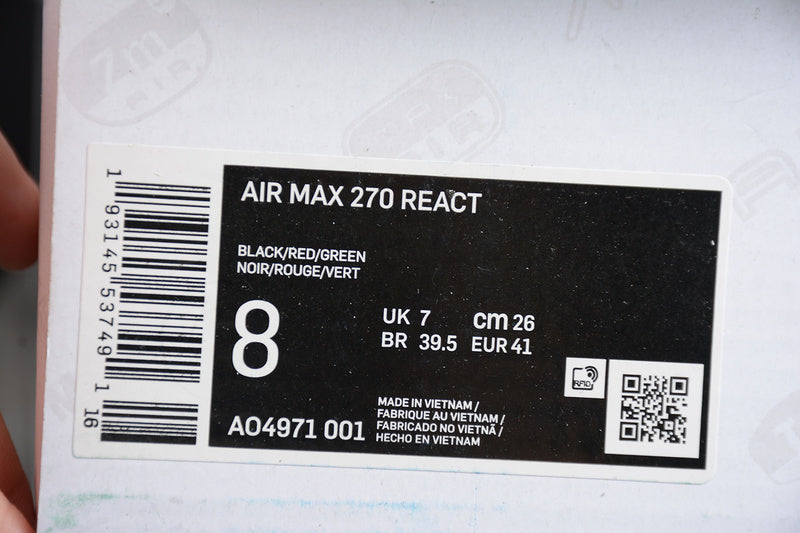 AIR MAX 270 REACT
BLACK/RED/GREEN
NOIR/ROUGE/VERT
8
UK 7 cm 26
BR 39.5 EUR 41
RFID
AO4971 001
MADE IN VIETNAM /
FABRIQUE AU VIETNAM /
FABRICADO NO VIETNÃ /
HECHO EN VIETNAM
1 93145 53749 1
16